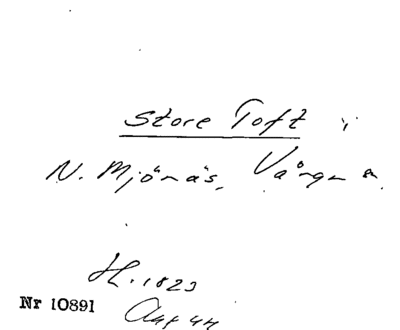 Store Toft i
N. Mjönäs, Vånga s
H. 1823
Nr 10891
Aug 44